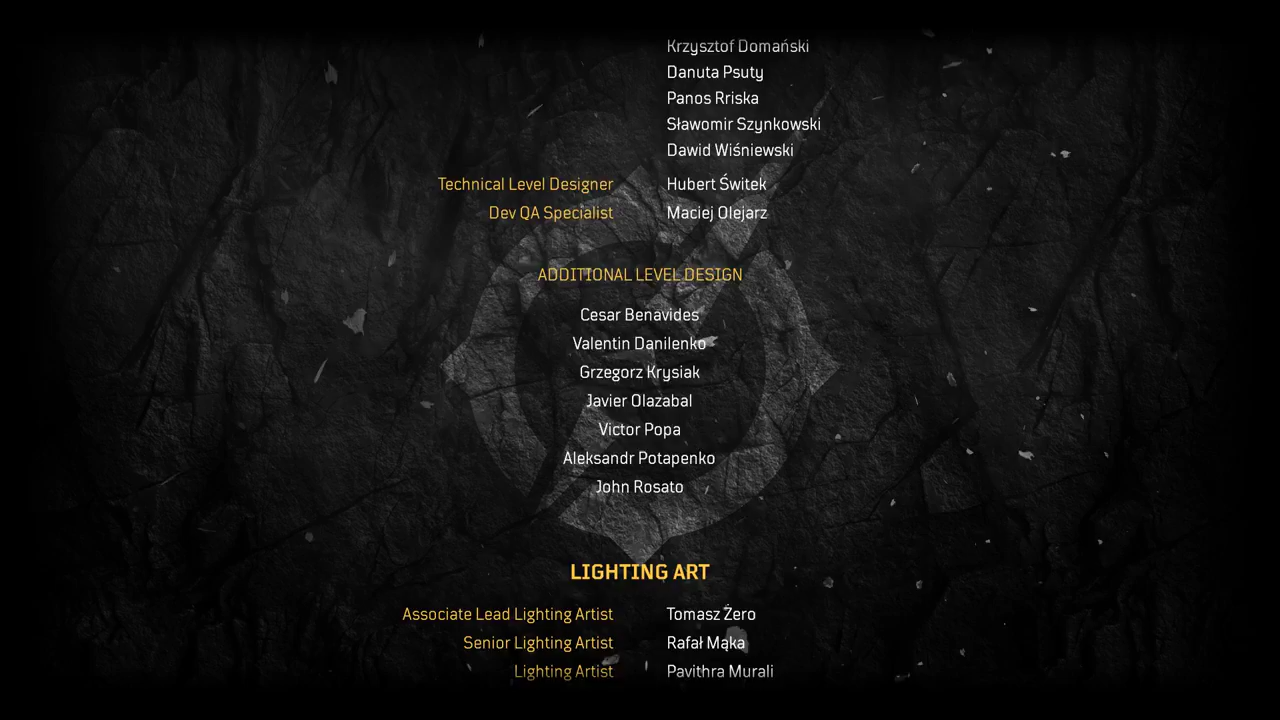 Krzysztof Domański
Danuta Psuty
Panos Rriska
Sławomir Szynkowski
Dawid Wiśniewski
Technical Level Designer Hubert Świtek
Dev QA Specialist Maciej Olejarz
ADDITIONAL LEVEL DESIGN
Cesar Benavides
Valentin Danilenko
Grzegorz Krysiak
Javier Olazabal
Victor Popa
Aleksandr Potapenko
John Rosato
LIGHTING ART
Associate Lead Lighting Artist Tomasz Żero
Senior Lighting Artist Rafał Mąka
Lighting Artist Pavithra Murali